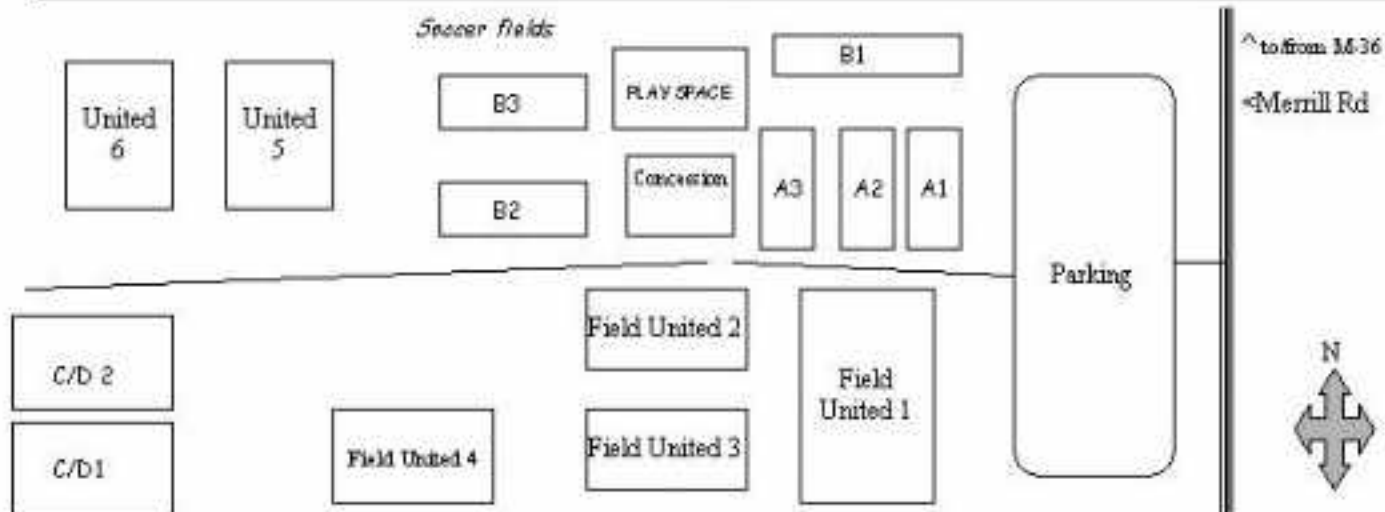 Soccer fields
^ to/from M-36
<Merrill Rd
United
6
United
5
B3
PLAY SPACE
B1
B2
Concession
A3
A2
A1
Parking
Field United 2
Field
United 1
C/D 2
Field United 3
Field United 4
C/D1
N